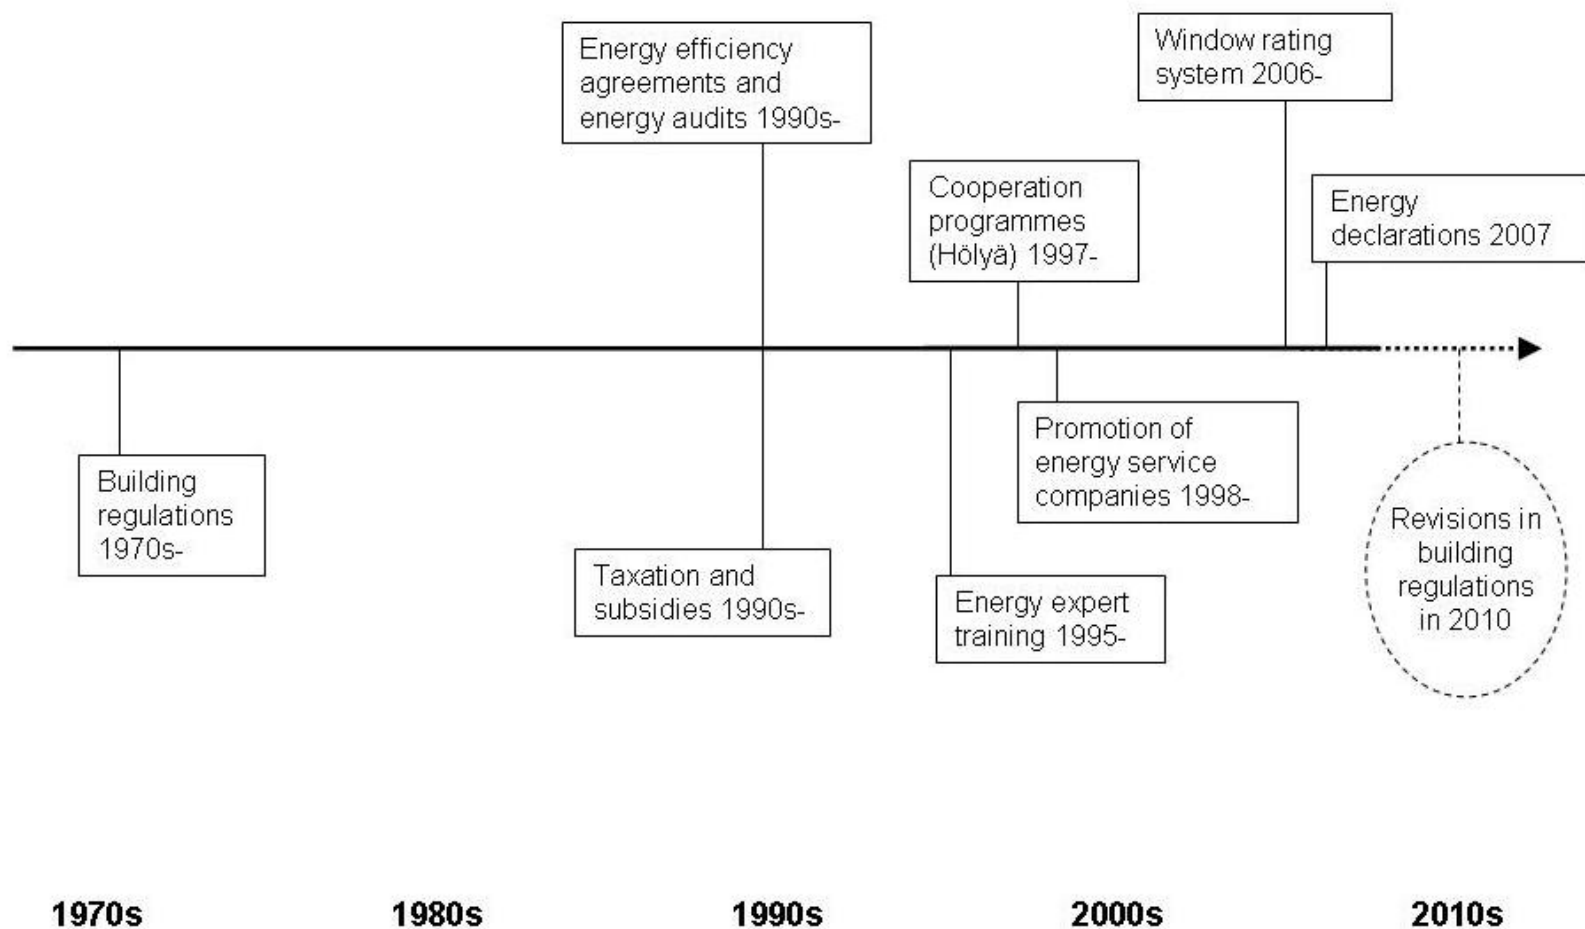 Energy efficiency
agreements and
energy audits 1990s-
Window rating
system 2006-
Cooperation
programmes
(Hölyä) 1997-
Energy
declarations 2007
Building
regulations
1970s-
Taxation and
subsidies 1990s-
Energy expert
training 1995-
Promotion of
energy service
companies 1998-
Revisions in
building
regulations
in 2010
1970s
1980s
1990s
2000s
2010s